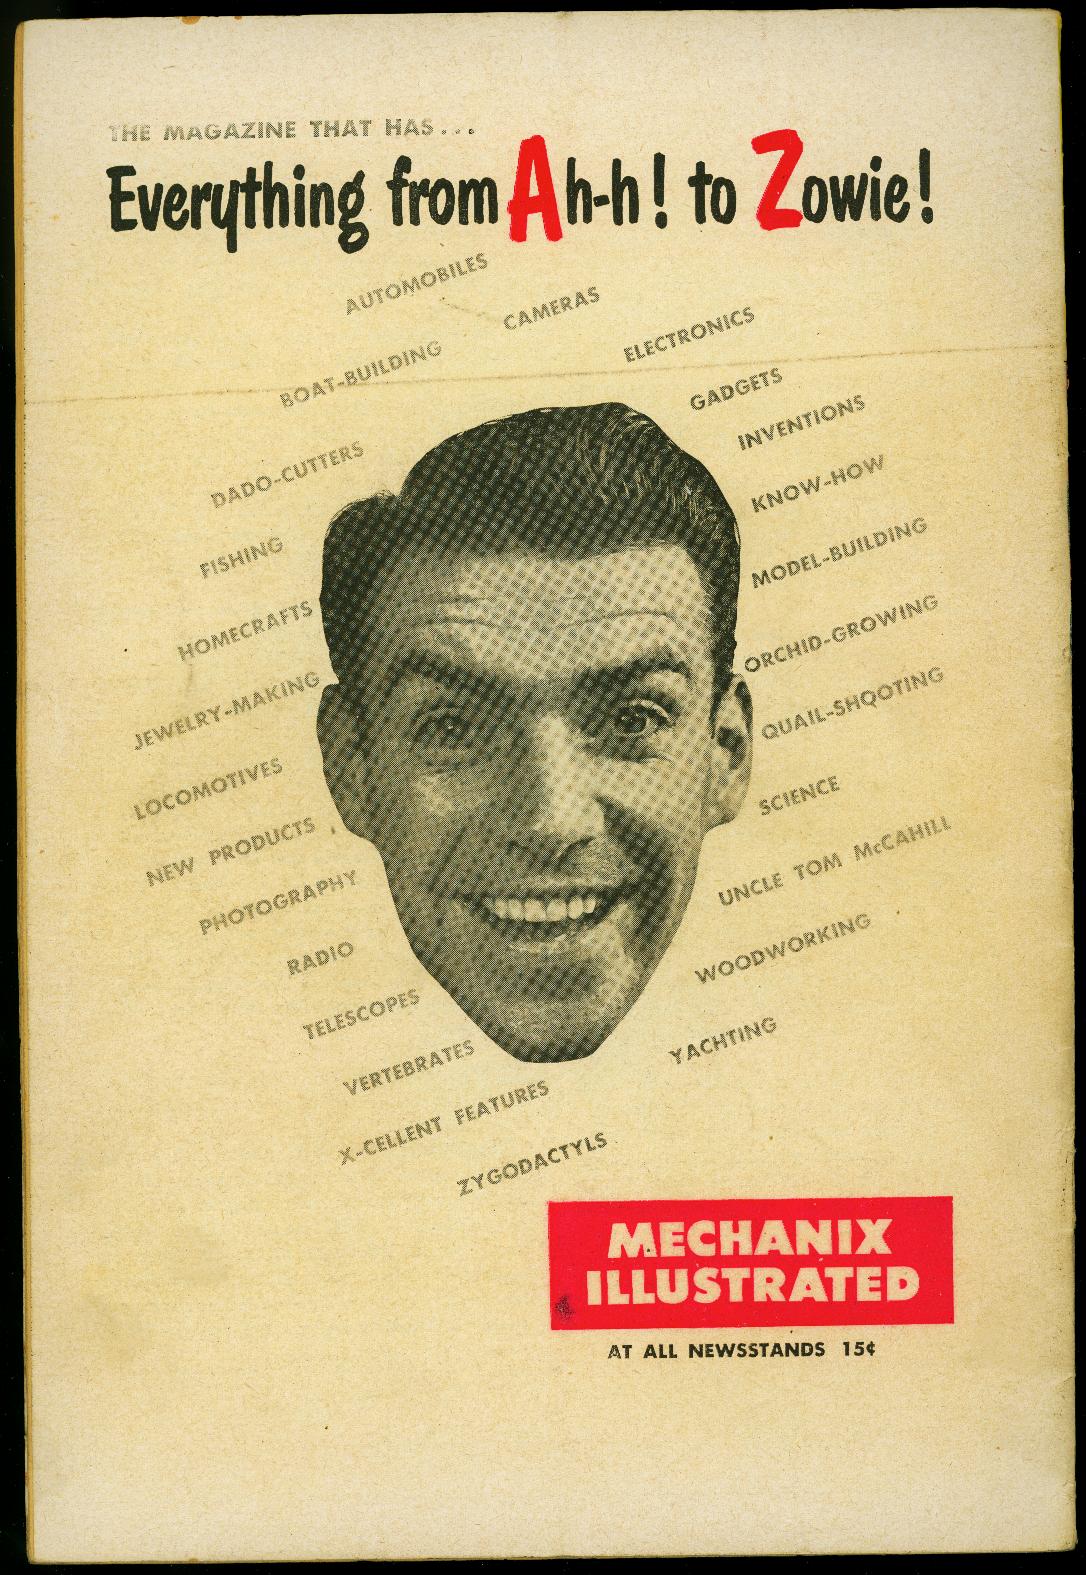 THE MAGAZINE THAT HAS...
Everything from Ah-h! to Zowie!
AUTOMOBILES
CAMERAS
ELECTRONICS
BOAT-BUILDING
GADGETS
INVENTIONS
DADO-CUTTERS
KNOW-HOW
FISHING
MODEL-BUILDING
HOMECRAFTS
ORCHID-GROWING
JEWELRY-MAKING
QUAIL-SHOOTING
LOCOMOTIVES
SCIENCE
NEW PRODUCTS
UNCLE TOM McCAHILL
PHOTOGRAPHY
WOODWORKING
RADIO
TELESCOPES
YACHTING
VERTEBRATES
X-CELLENT FEATURES
ZYGODACTYLS
MECHANIX
ILLUSTRATED
AT ALL NEWSSTANDS 15¢